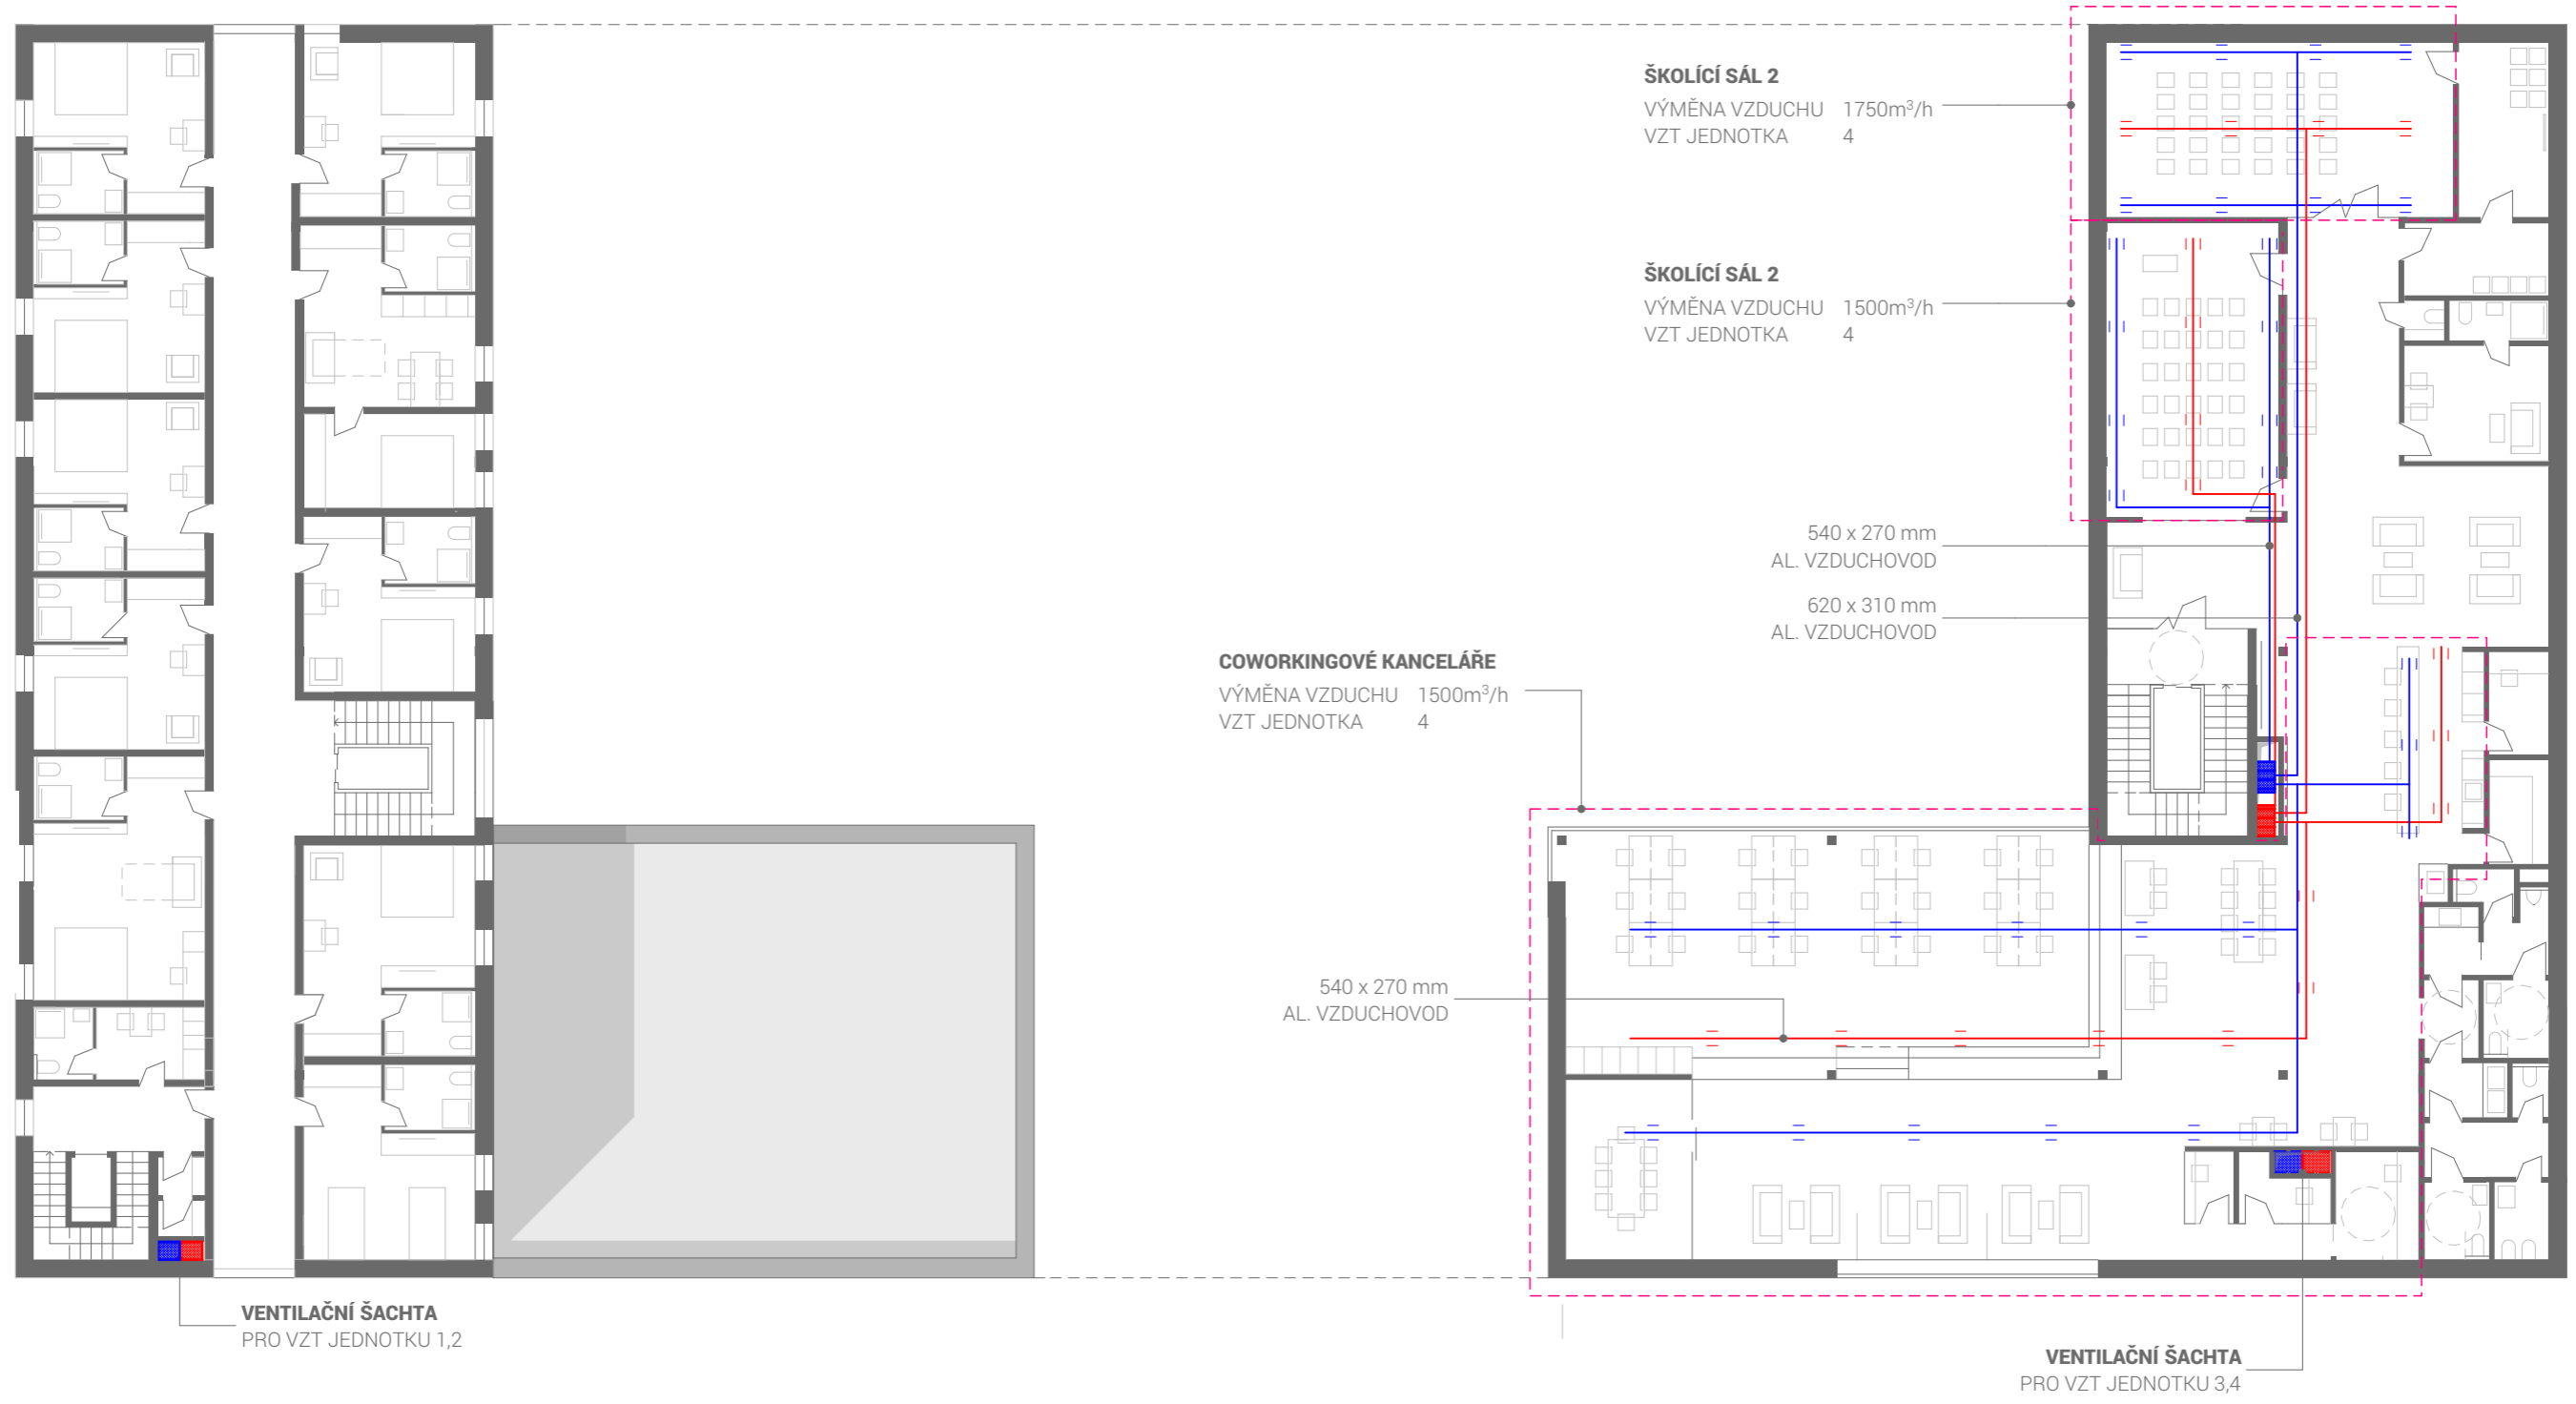 ŠKOLÍCÍ SÁL 2
VÝMĚNA VZDUCHU 1750m³/h
VZT JEDNOTKA 4
ŠKOLÍCÍ SÁL 2
VÝMĚNA VZDUCHU 1500m³/h
VZT JEDNOTKA 4
540 x 270 mm
AL. VZDUCHOVOD
620 x 310 mm
AL. VZDUCHOVOD
COWORKINGOVÉ KANCELÁŘE
VÝMĚNA VZDUCHU 1500m³/h
VZT JEDNOTKA 4
540 x 270 mm
AL. VZDUCHOVOD
VENTILAČNÍ ŠACHTA
PRO VZT JEDNOTKU 1,2
VENTILAČNÍ ŠACHTA
PRO VZT JEDNOTKU 3,4